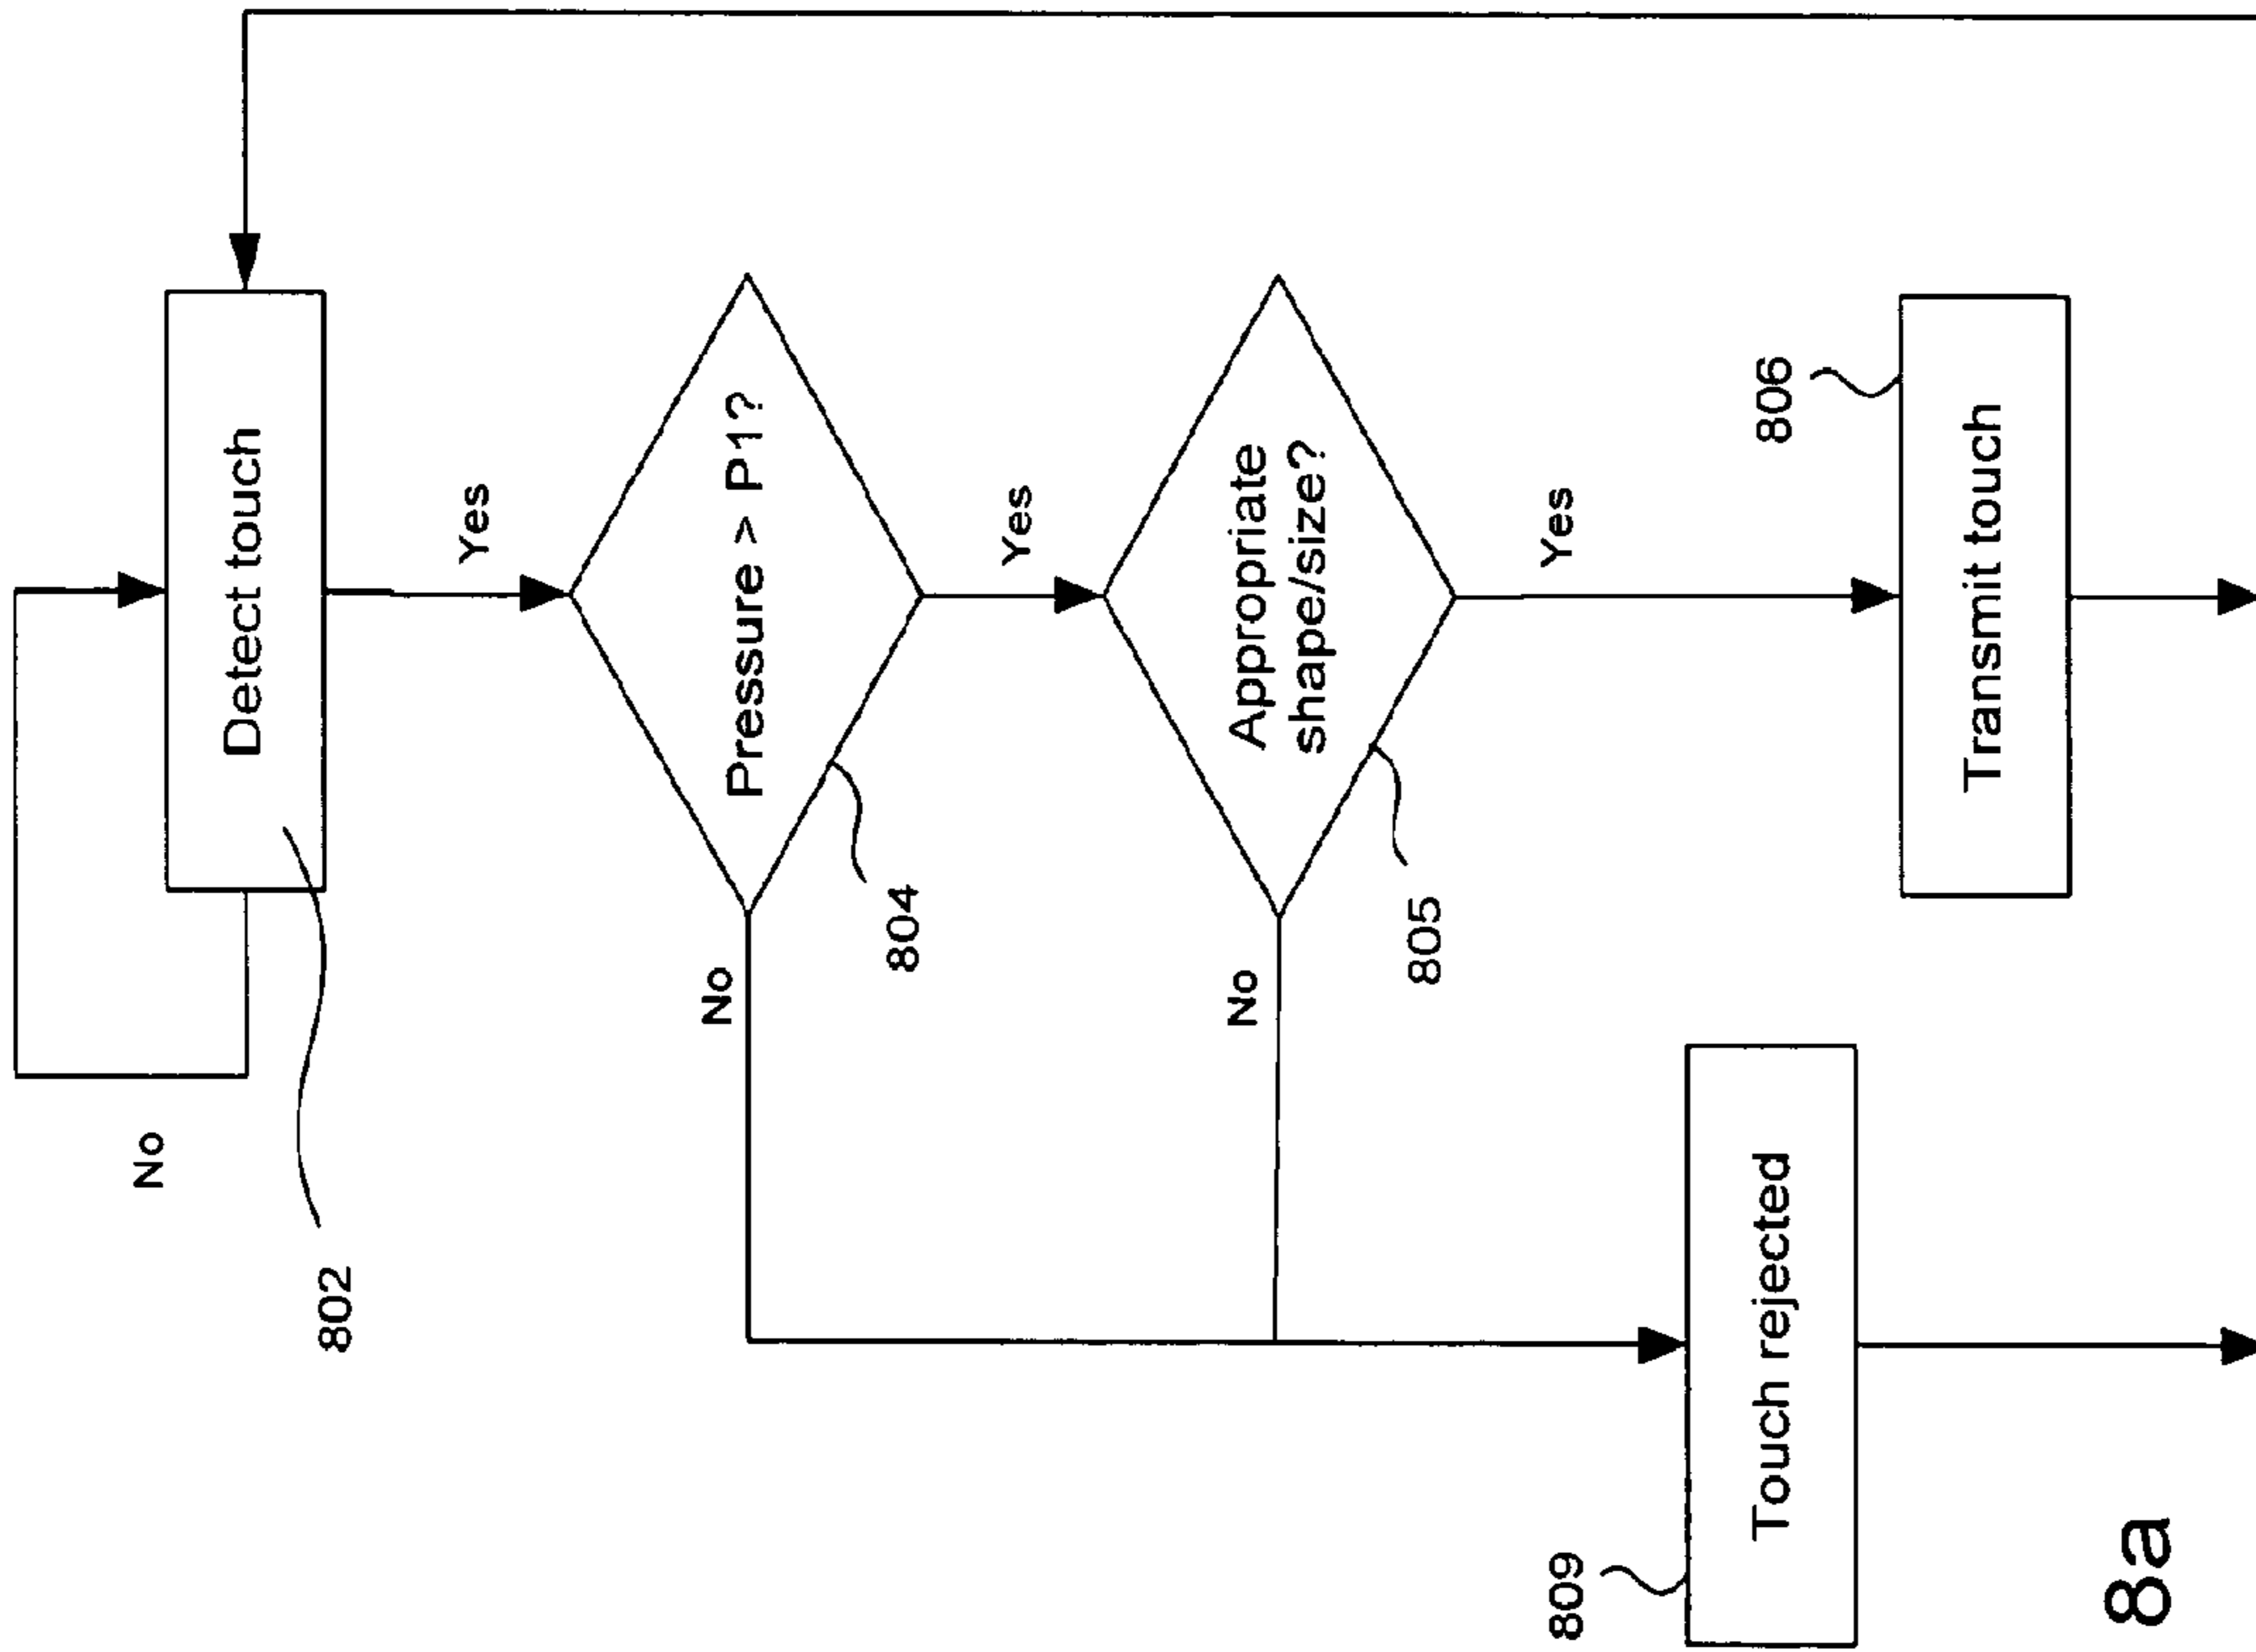 No
Detect touch
802
Yes
Pressure > P1?
804
No
Yes
Appropriate
shape/size?
805
No
Yes
806
Transmit touch
809
Touch rejected
8a